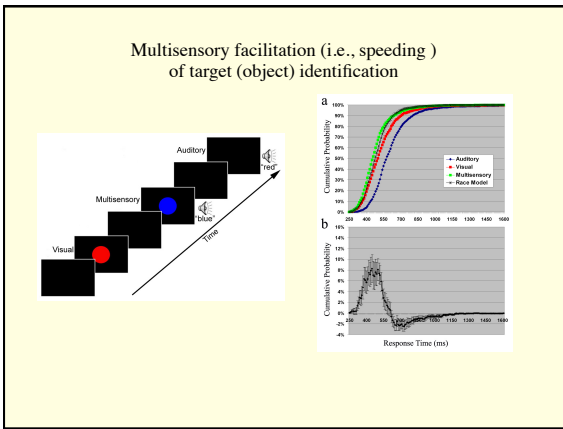 Multisensory facilitation (i.e., speeding )
of target (object) identification
Auditory
"red"
Multisensory
"blue"
Time
Visual
a
100%
90%
80%
70%
60%
50%
40%
30%
20%
10%
0%
Cumulative Probability
Auditory
Visual
Multisensory
Race Model
250 400 550 700 850 1000 1150 1300 1450 1600
b
16%
14%
12%
10%
8%
6%
4%
2%
0%
-2%
-4%
Cumulative Probability
250 400 550 700 850 1000 1150 1300 1450 1600
Response Time (ms)